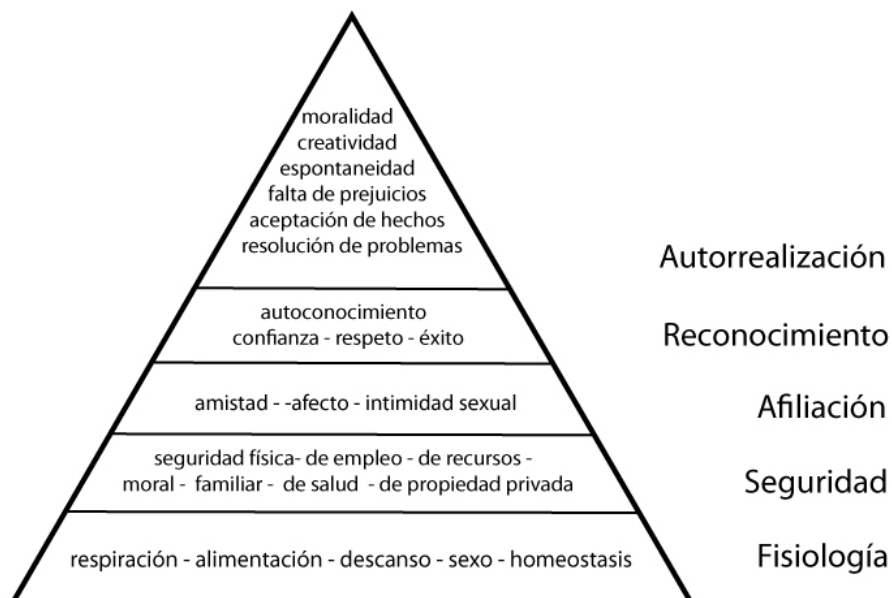 moralidad
creatividad
espontaneidad
falta de prejuicios
aceptación de hechos
resolución de problemas
Autorrealización
autoconocimiento
confianza - respeto - éxito
Reconocimiento
amistad - -afecto - intimidad sexual
Afiliación
seguridad física- de empleo - de recursos -
moral - familiar - de salud - de propiedad privada
Seguridad
respiración - alimentación - descanso - sexo - homeostasis
Fisiología